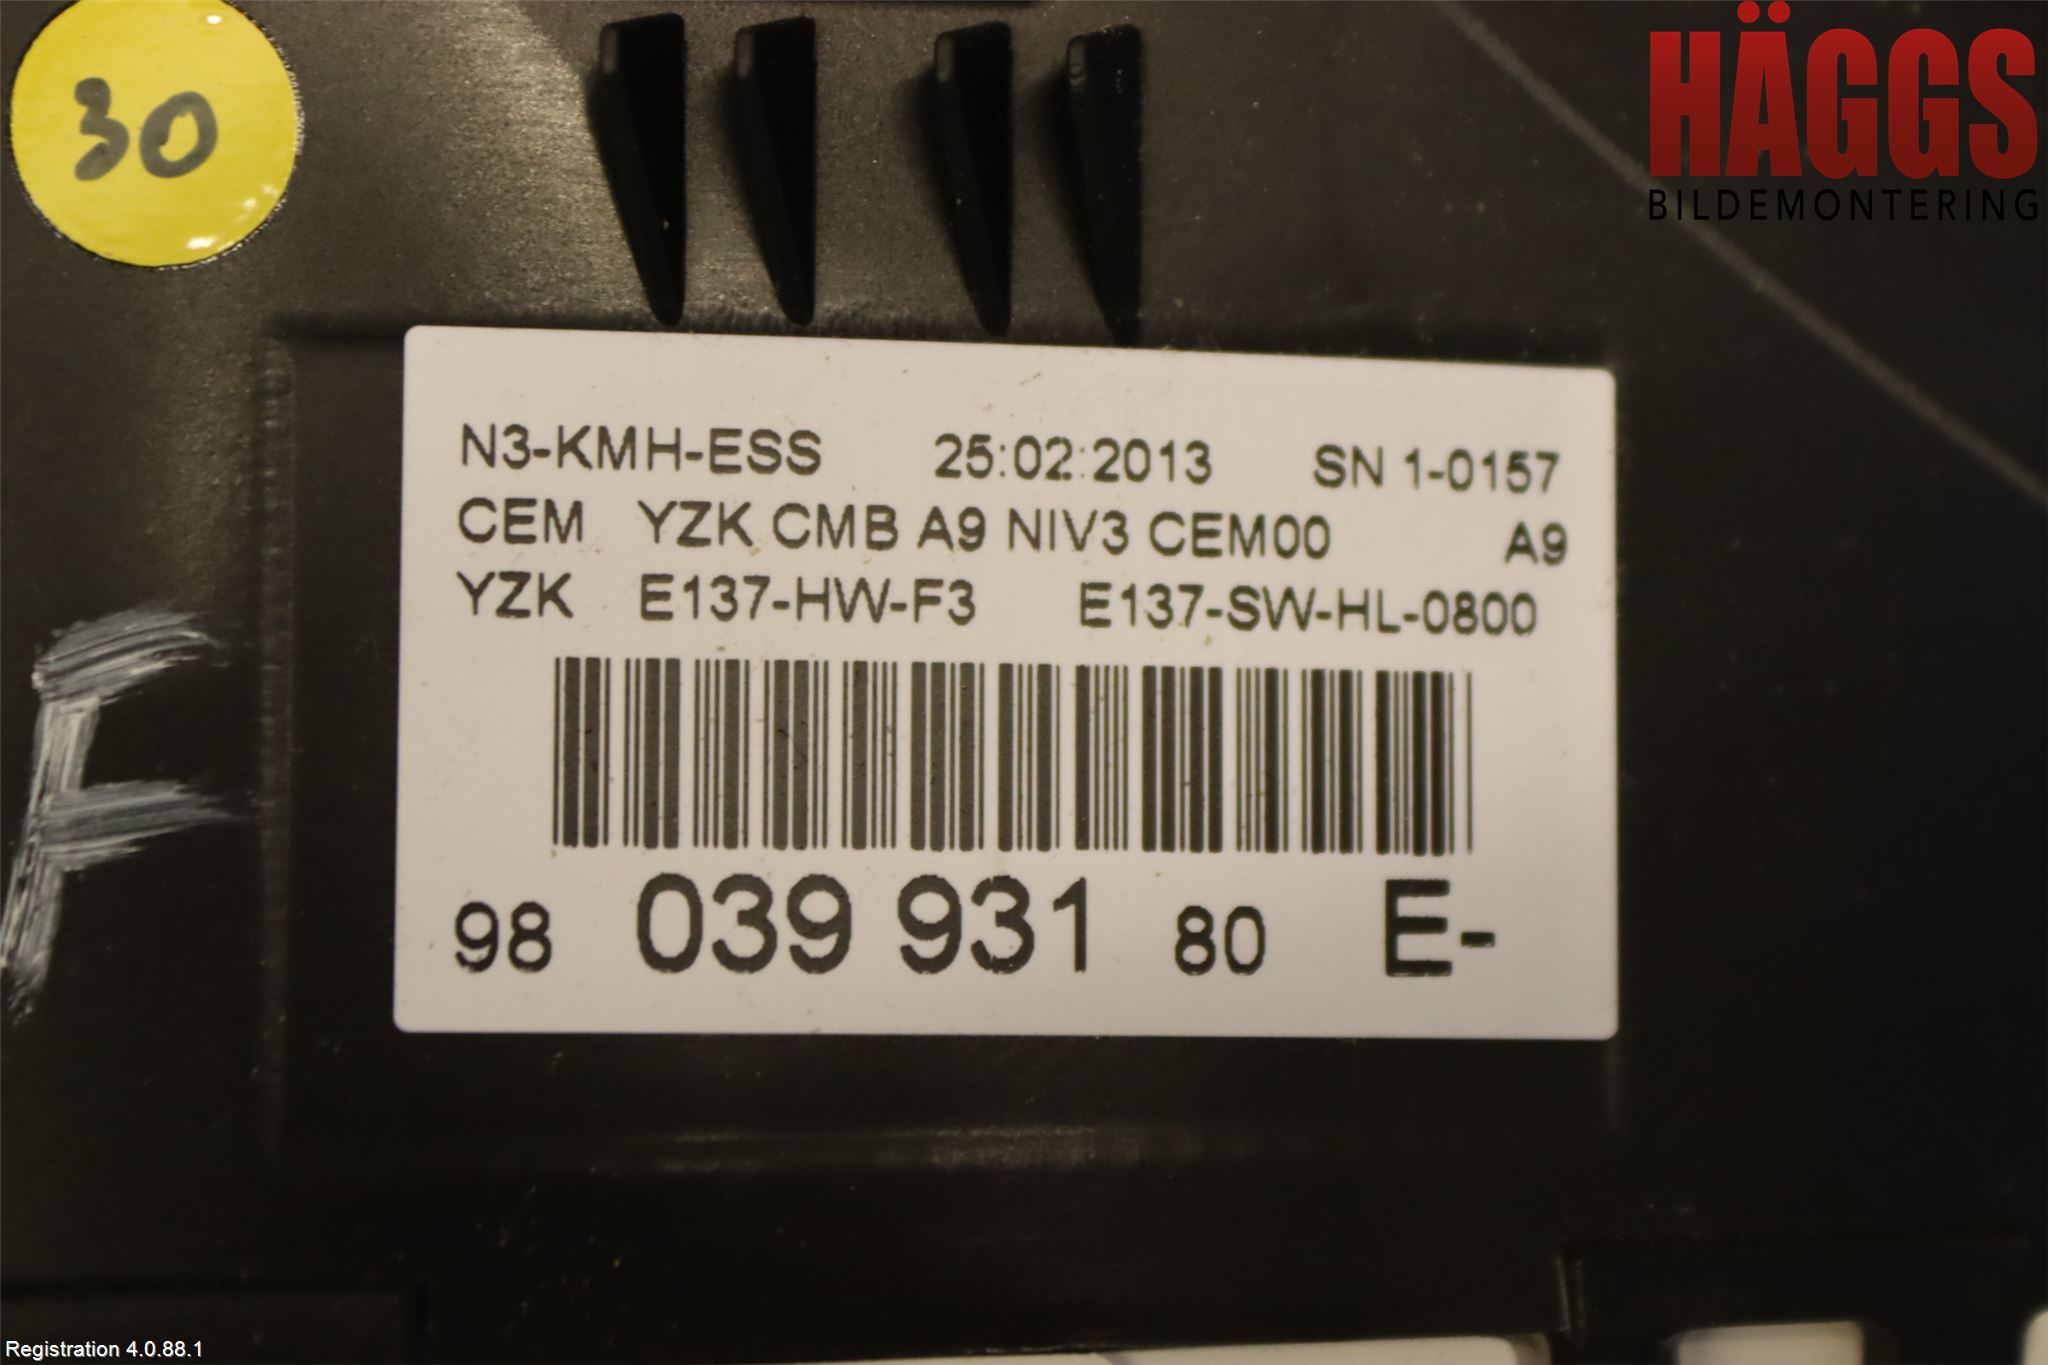 30
HÄGGS
BILDEMONTERING
N3-KMH-ESS 25:02:2013 SN 1-0157
CEM YZK CMB A9 NIV3 CEM00 A9
YZK E137-HW-F3 E137-SW-HL-0800
98 039 931 80 E-
F
Registration 4.0.88.1